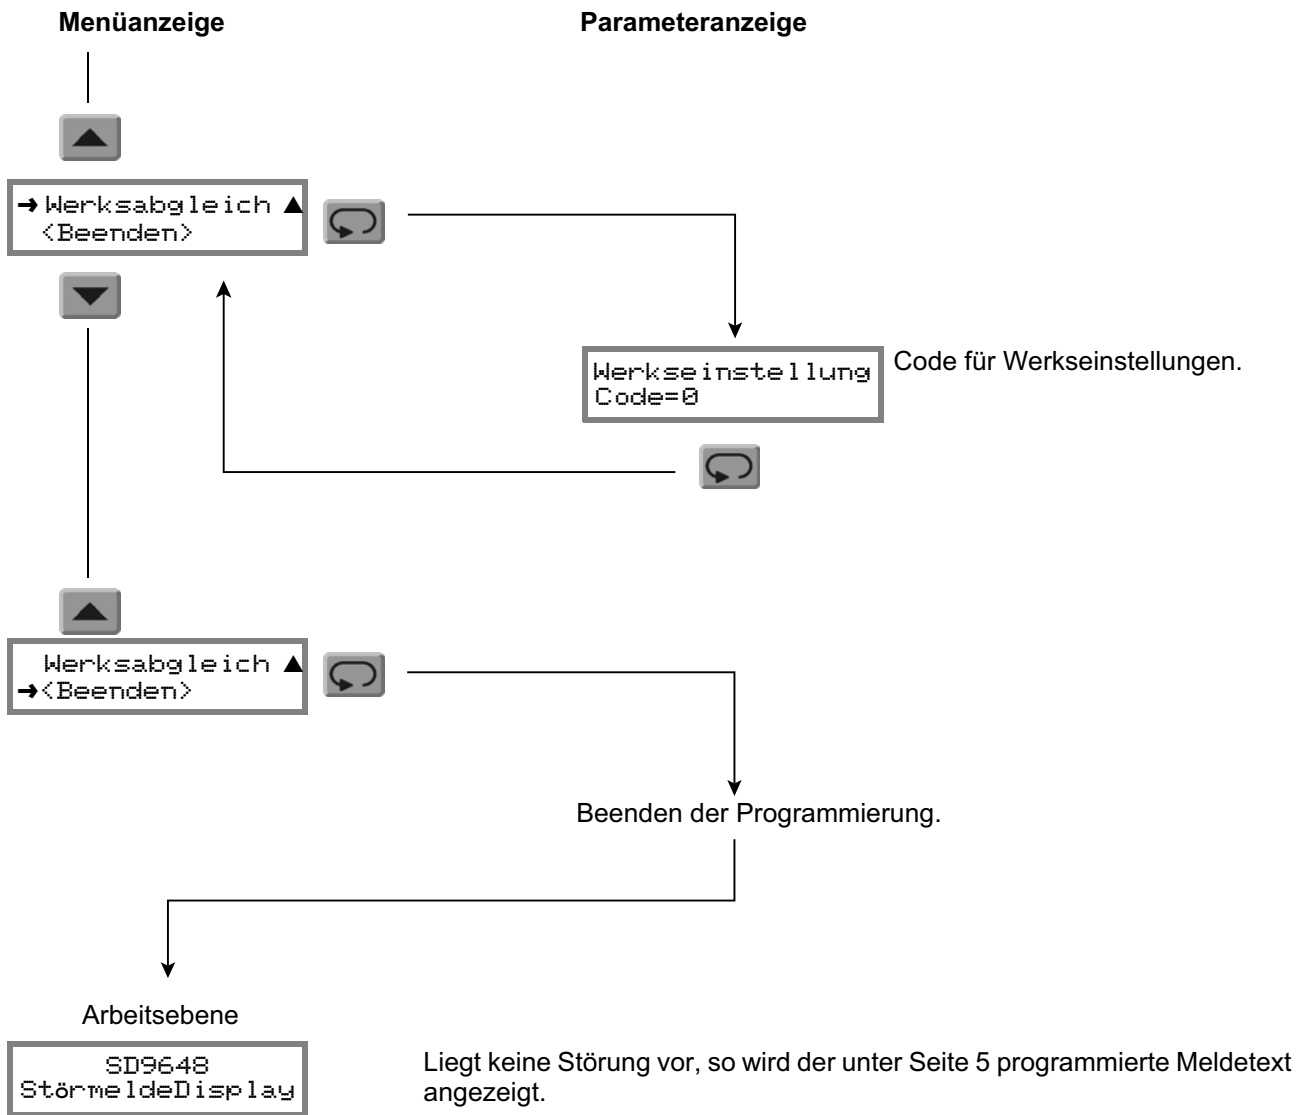 Menüanzeige
Parameteranzeige
➔Werksabgleich ▲
<Beenden>
Werkseinstellung
Code=0
Code für Werkseinstellungen.
Werksabgleich ▲
➔<Beenden>
Beenden der Programmierung.
Arbeitsebene
SD9648
StörmeldeDisplay
Liegt keine Störung vor, so wird der unter Seite 5 programmierte Meldetext
angezeigt.